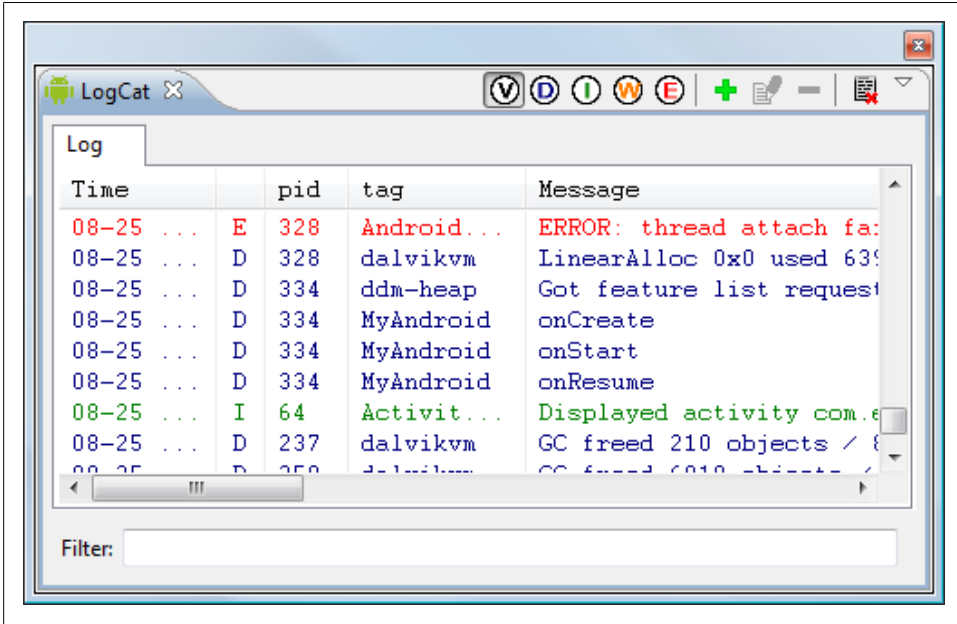 LogCat V D I W E
Log
Time pid tag Message
08-25 ... E 328 Android... ERROR: thread attach fa
08-25 ... D 328 dalvikvm LinearAlloc 0x0 used 639
08-25 ... D 334 ddm-heap Got feature list request
08-25 ... D 334 MyAndroid onCreate
08-25 ... D 334 MyAndroid onStart
08-25 ... D 334 MyAndroid onResume
08-25 ... I 64 Activit... Displayed activity com.e
08-25 ... D 237 dalvikvm GC freed 210 objects / 8
Filter: